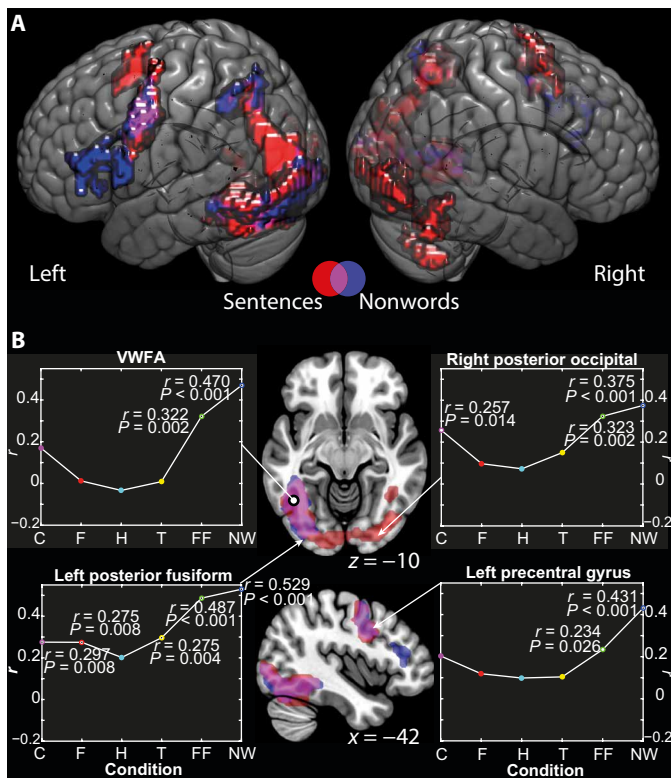 A
Left
Right
Sentences
Nonwords
B
VWFA
r = 0.470
P < 0.001
r = 0.322
P = 0.002
0.4
0.2
0
−0.2
r
C F H T FF NW
Right posterior occipital
r = 0.375
P < 0.001
r = 0.257
P = 0.014
r = 0.323
P = 0.002
0.4
0.2
0
−0.2
r
C F H T FF NW
z = −10
Left posterior fusiform
r = 0.529
P < 0.001
r = 0.487
P < 0.001
r = 0.275
P = 0.008
r = 0.297
P = 0.008
r = 0.275
P = 0.004
0.4
0.2
0
−0.2
r
C F H T FF NW
Condition
x = −42
Left precentral gyrus
r = 0.431
P < 0.001
r = 0.234
P = 0.026
0.4
0.2
0
−0.2
r
C F H T FF NW
Condition